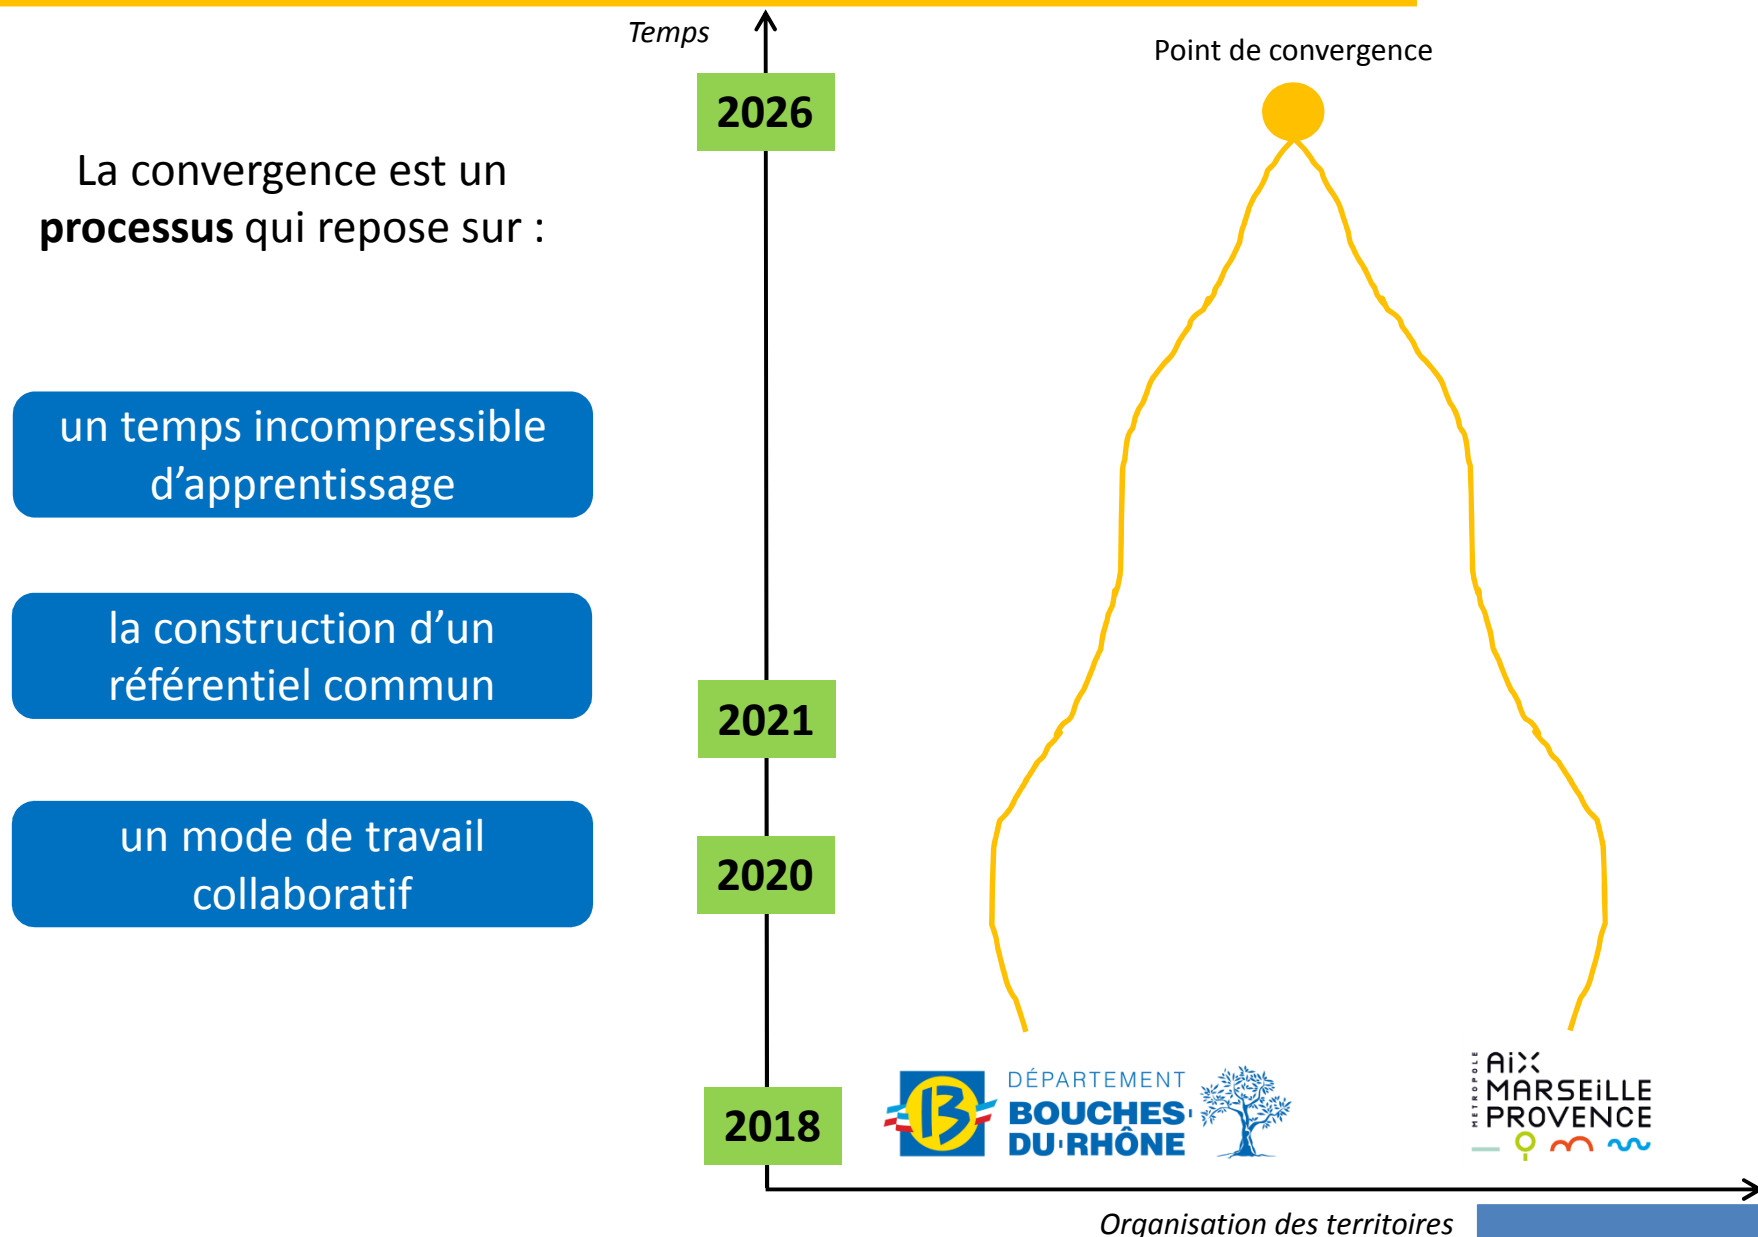 Temps
Point de convergence
2026
La convergence est un
processus qui repose sur :
un temps incompressible
d’apprentissage
la construction d’un
référentiel commun
2021
un mode de travail
collaboratif
2020
2018
13
DÉPARTEMENT
BOUCHES
DU RHÔNE
MÉTROPOLE
AiX
MARSEiLLE
PROVENCE
Organisation des territoires